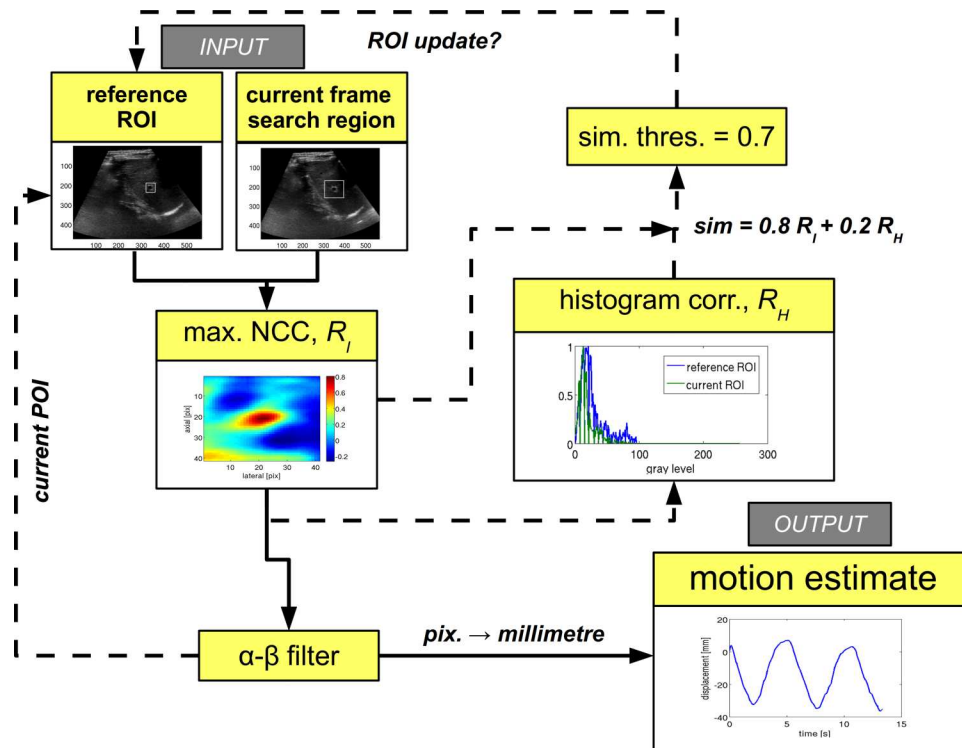 INPUT
ROI update?
reference
ROI
100
200
300
400
100 200 300 400 500
current frame
search region
100
200
300
400
100 200 300 400 500
sim. thres. = 0.7
sim = 0.8 R_I + 0.2 R_H
max. NCC, R_I
axial [pix]
10
20
30
40
10 20 30 40
lateral [pix]
0.8
0.6
0.4
0.2
0
-0.2
histogram corr., R_H
1
0.5
0
0 100 200 300
gray level
reference ROI
current ROI
current POI
α-β filter
pix. → millimetre
OUTPUT
motion estimate
displacement [mm]
20
0
-20
-40
0 5 10 15
time [s]